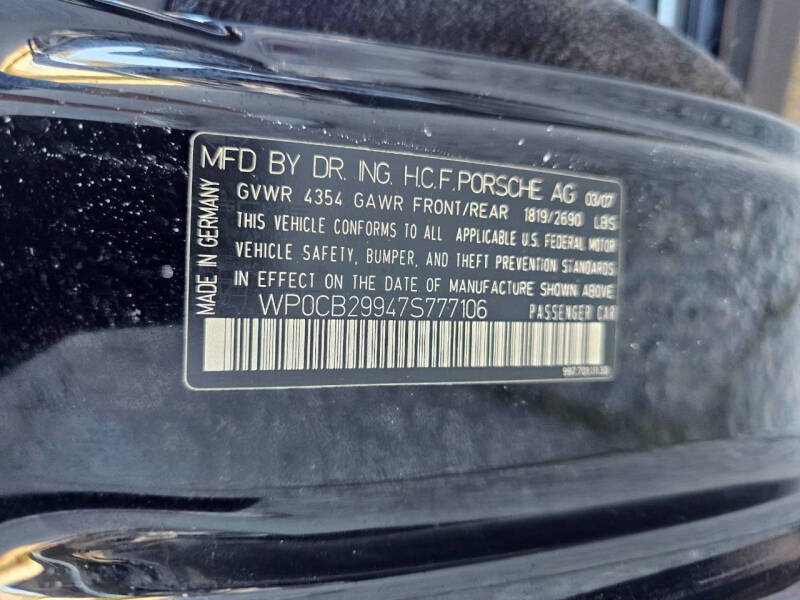 MFD BY DR. ING. H.C.F. PORSCHE AG 03/07
GVWR 4354 GAWR FRONT/REAR 1819/2690 LBS
THIS VEHICLE CONFORMS TO ALL APPLICABLE U.S. FEDERAL MOTOR
VEHICLE SAFETY, BUMPER, AND THEFT PREVENTION STANDARDS
IN EFFECT ON THE DATE OF MANUFACTURE SHOWN ABOVE
WP0CB29947S777106 PASSENGER CAR
MADE IN GERMANY